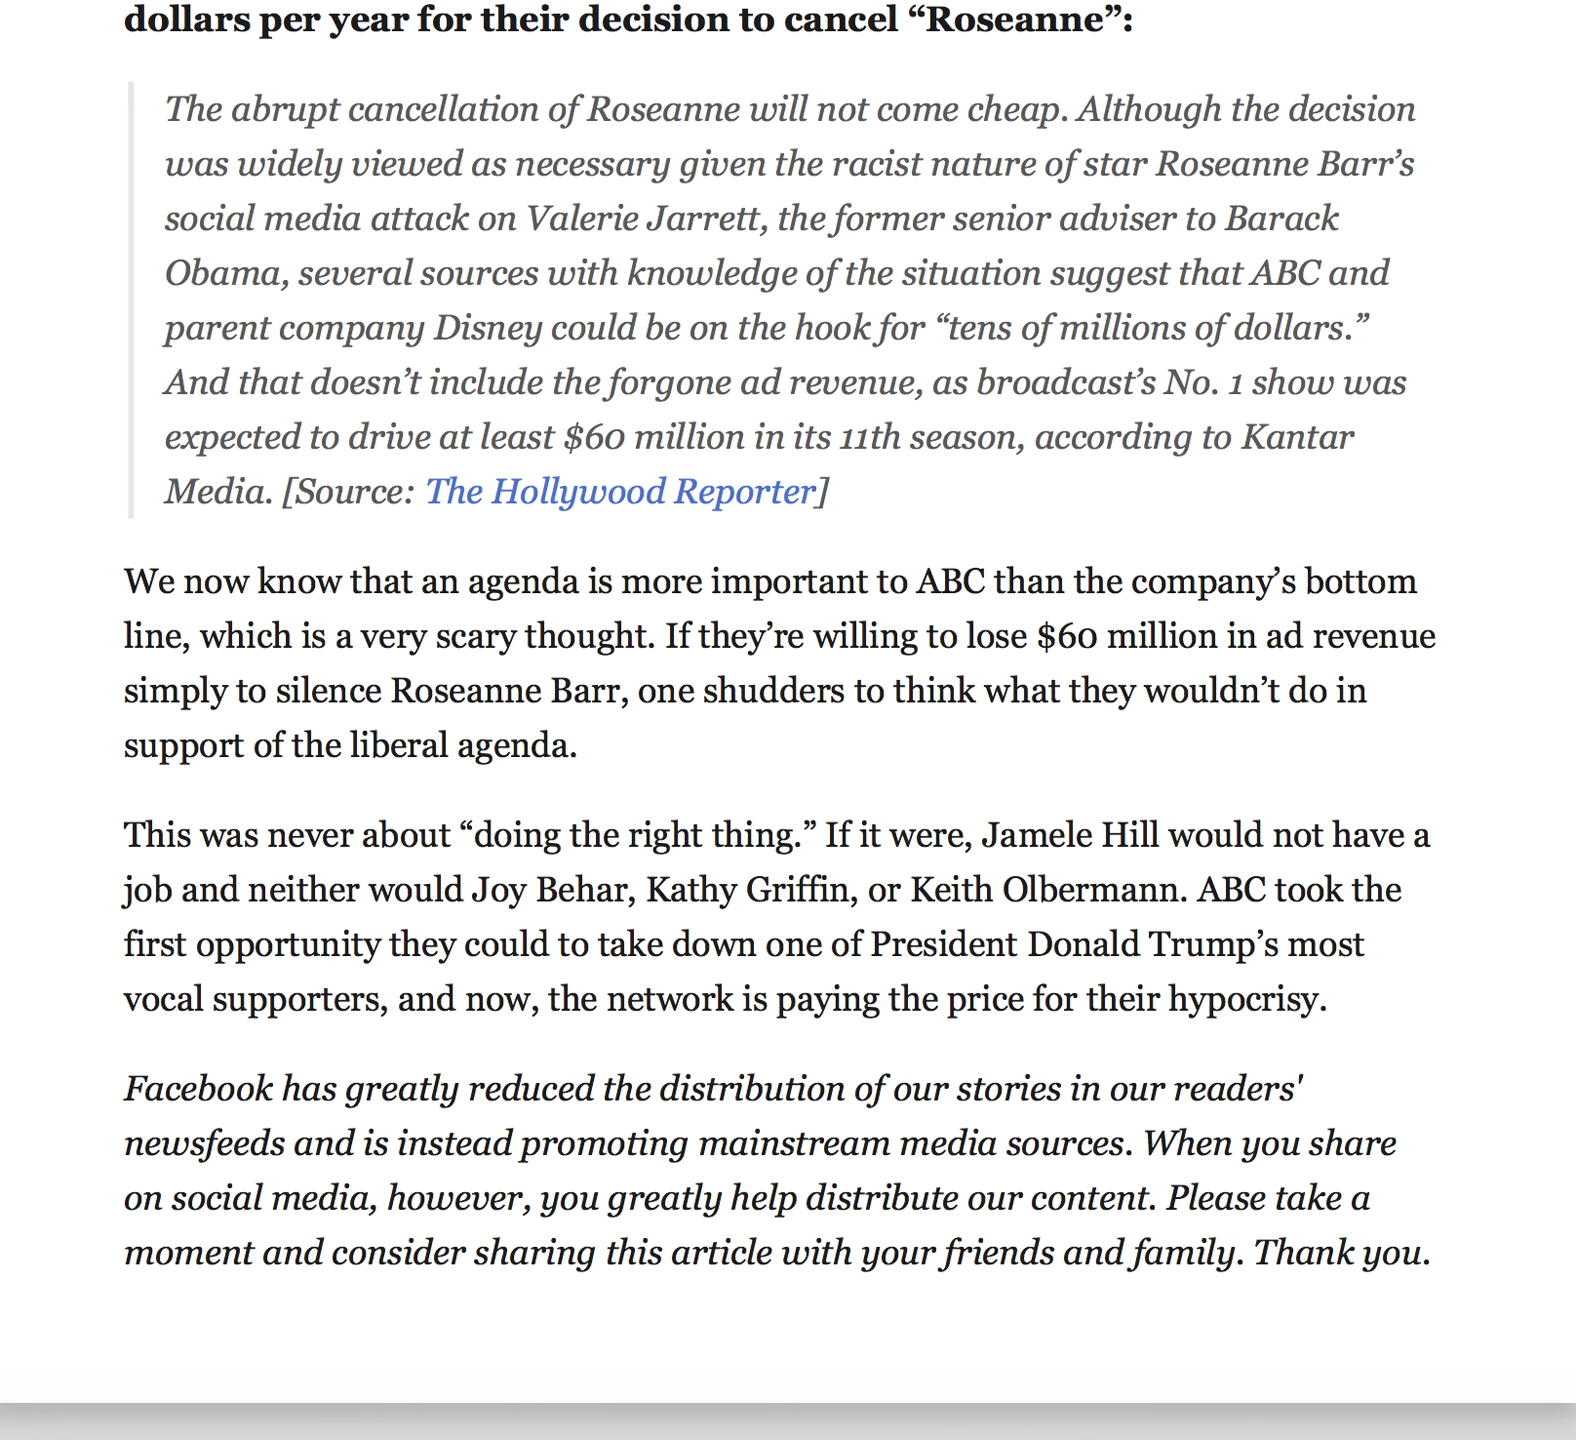 dollars per year for their decision to cancel “Roseanne”:
The abrupt cancellation of Roseanne will not come cheap. Although the decision
was widely viewed as necessary given the racist nature of star Roseanne Barr’s
social media attack on Valerie Jarrett, the former senior adviser to Barack
Obama, several sources with knowledge of the situation suggest that ABC and
parent company Disney could be on the hook for “tens of millions of dollars.”
And that doesn’t include the forgone ad revenue, as broadcast’s No. 1 show was
expected to drive at least $60 million in its 11th season, according to Kantar
Media. [Source: The Hollywood Reporter]
We now know that an agenda is more important to ABC than the company’s bottom
line, which is a very scary thought. If they’re willing to lose $60 million in ad revenue
simply to silence Roseanne Barr, one shudders to think what they wouldn’t do in
support of the liberal agenda.
This was never about “doing the right thing.” If it were, Jamele Hill would not have a
job and neither would Joy Behar, Kathy Griffin, or Keith Olbermann. ABC took the
first opportunity they could to take down one of President Donald Trump’s most
vocal supporters, and now, the network is paying the price for their hypocrisy.
Facebook has greatly reduced the distribution of our stories in our readers'
newsfeeds and is instead promoting mainstream media sources. When you share
on social media, however, you greatly help distribute our content. Please take a
moment and consider sharing this article with your friends and family. Thank you.